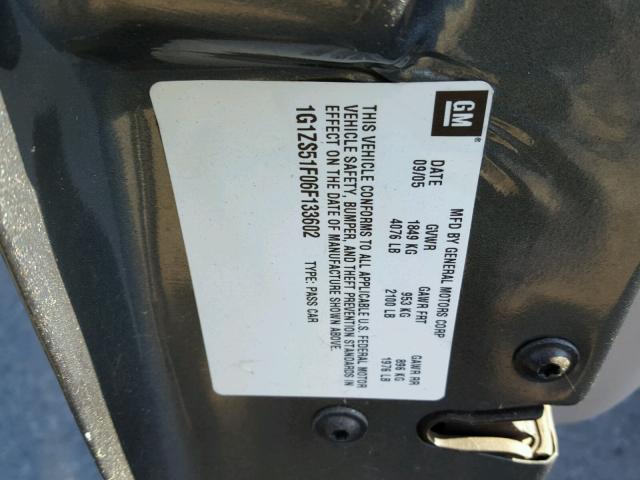 GM
MFD BY GENERAL MOTORS CORP
DATE GVWR GAWR FRT GAWR RR
09/05 1849 KG 953 KG 896 KG
4076 LB 2100 LB 1976 LB
THIS VEHICLE CONFORMS TO ALL APPLICABLE U.S. FEDERAL MOTOR
VEHICLE SAFETY, BUMPER, AND THEFT PREVENTION STANDARDS IN
EFFECT ON THE DATE OF MANUFACTURE SHOWN ABOVE.
1G1ZS51F06F133602 TYPE: PASS CAR